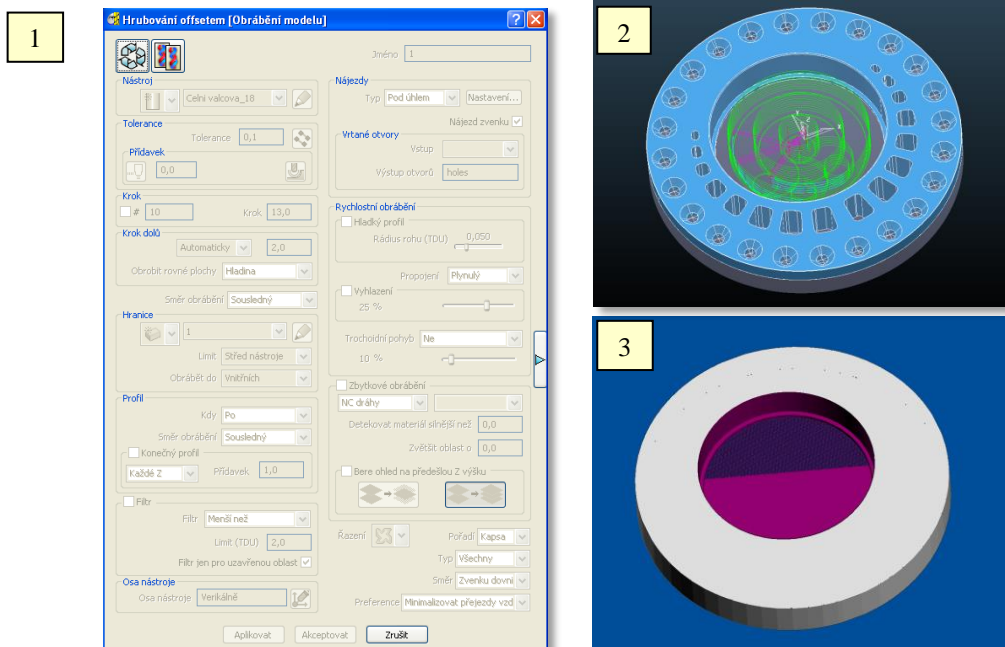 1
Hrubování offsetem [Obrábění modelu]
Jméno 1
Nástroj
Celni valcova_18
Tolerance
Tolerance 0,1
Přídavek
0,0
Krok
# 10 Krok 13,0
Krok dolů
Automaticky 2,0
Obrobit rovné plochy Hladina
Směr obrábění Sousledný
Hranice
1
Limit Střed nástroje
Obrábět do Vnitřních
Profil
Kdy Po
Směr obrábění Sousledný
Konečný profil
Každé Z Přídavek 1,0
Filtr
Filtr Menší než
Limit (TDU) 2,0
Filtr jen pro uzavřenou oblast
Osa nástroje
Osa nástroje Verikálně
Nájezdy
Typ Pod úhlem Nastavení...
Nájezd zvenku
Vrtané otvory
Vstup
Výstup otvorů holes
Rychlostní obrábění
Hladký profil
Rádius rohu (TDU) 0,050
Propojení Plynulý
Vyhlazení
25 %
Trochoidní pohyb Ne
10 %
Zbytkové obrábění
NC dráhy
Detekovat materiál silnější než 0,0
Zvětšit oblast o 0,0
Bere ohled na předešlou Z výšku
Řazení Pořadí Kapsa
Typ Všechny
Směr Zvenku dovni
Preference Minimalizovat přejezdy vzd
Aplikovat Akceptovat Zrušit
2
3